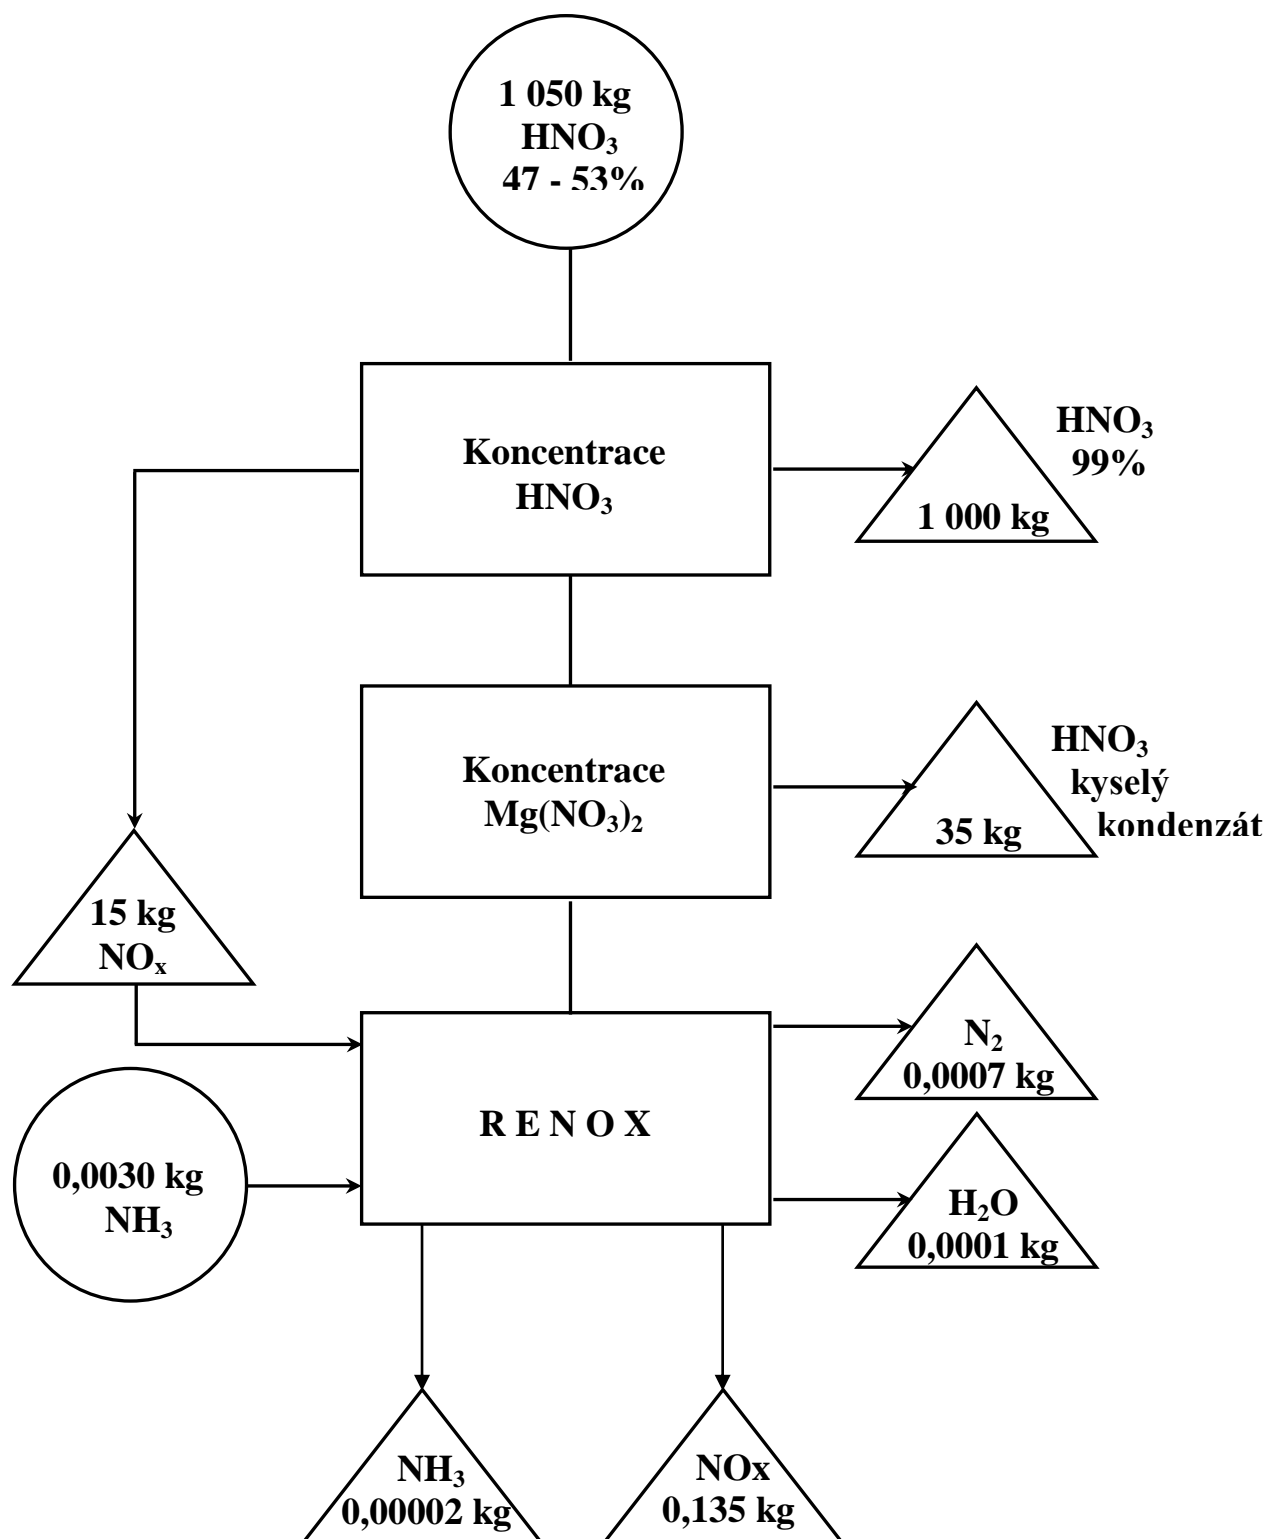 1 050 kg
HNO₃
47 - 53%
Koncentrace
HNO₃
HNO₃
99%
1 000 kg
Koncentrace
Mg(NO₃)₂
HNO₃
kyselý
kondenzát
35 kg
15 kg
NOₓ
N₂
0,0007 kg
R E N O X
0,0030 kg
NH₃
H₂O
0,0001 kg
NH₃
0,00002 kg
NOx
0,135 kg